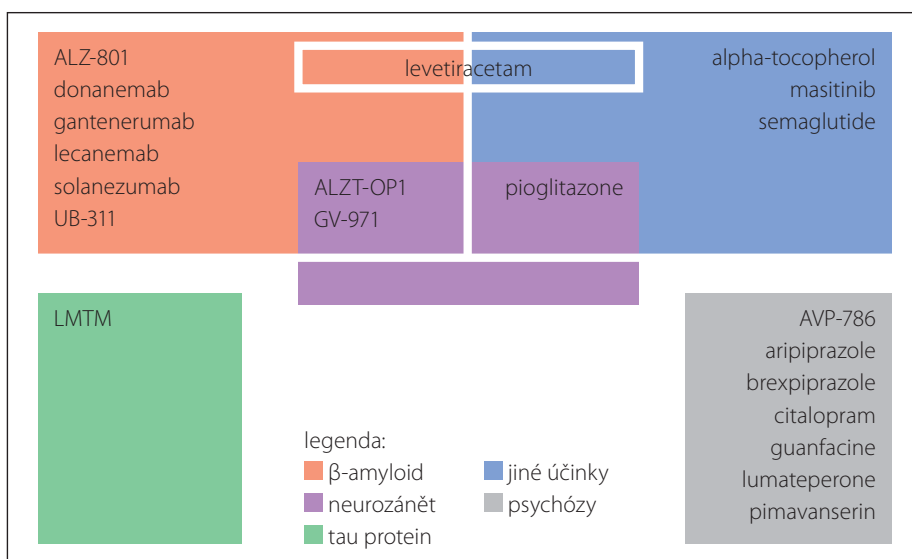 ALZ-801
donanemab
gantenerumab
lecanemab
solanezumab
UB-311
levetiracetam
alpha-tocopherol
masitinib
semaglutide
ALZT-OP1
GV-971
pioglitazone
LMTM
AVP-786
aripiprazole
brexpiprazole
citalopram
guanfacine
lumateperone
pimavanserin
legenda:
β-amyloid
neurozánět
tau protein
jiné účinky
psychózy